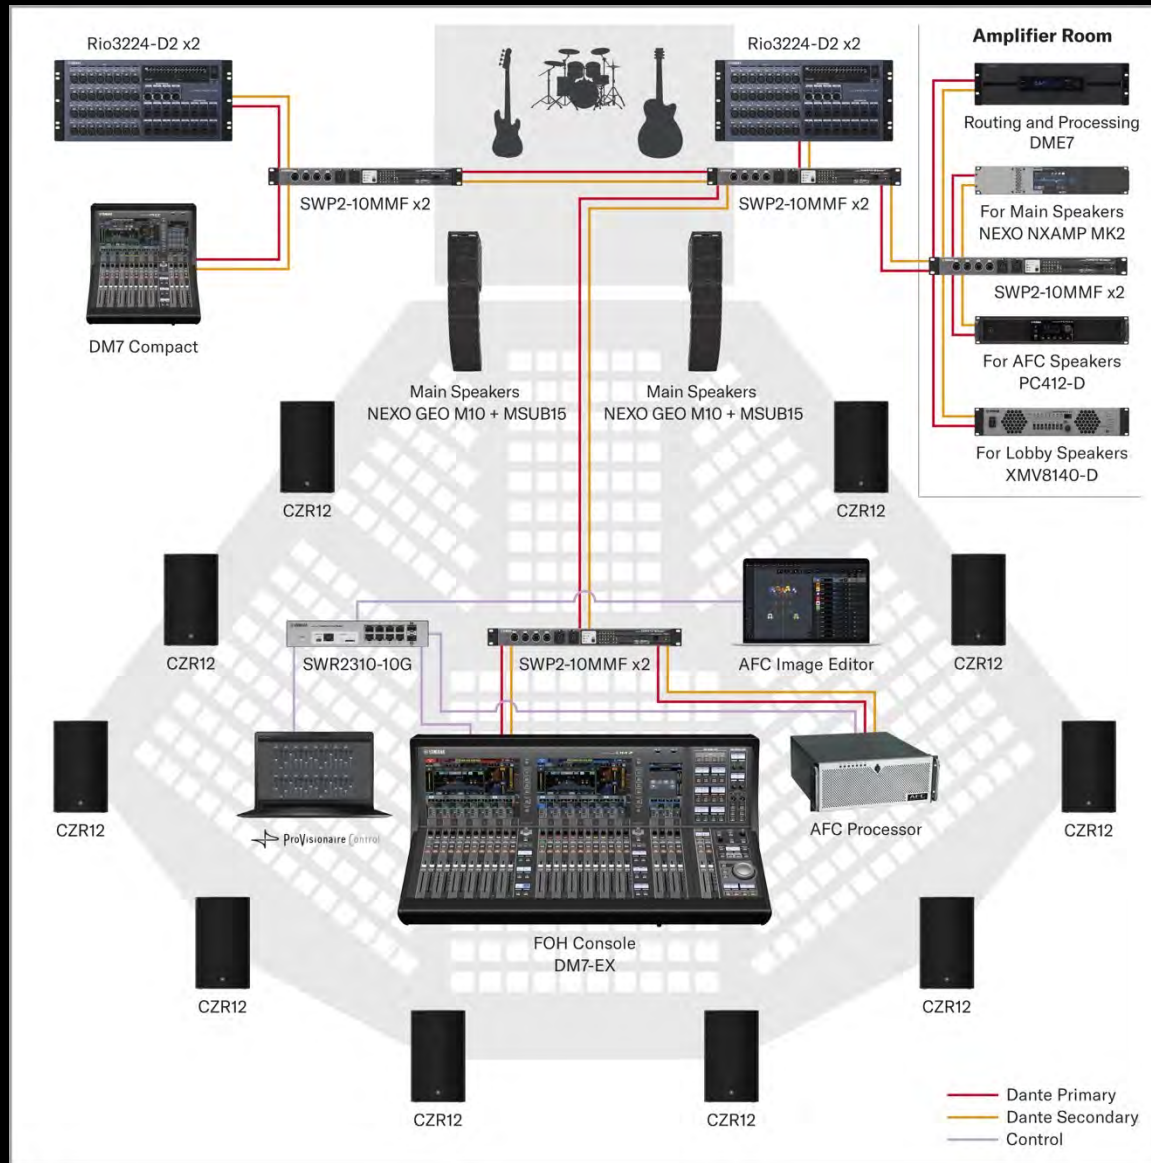 Rio3224-D2 x2
Rio3224-D2 x2
Amplifier Room
Routing and Processing
DME7
SWP2-10MMF x2
SWP2-10MMF x2
For Main Speakers
NEXO NXAMP MK2
SWP2-10MMF x2
DM7 Compact
For AFC Speakers
PC412-D
Main Speakers
NEXO GEO M10 + MSUB15
Main Speakers
NEXO GEO M10 + MSUB15
For Lobby Speakers
XMV8140-D
CZR12
CZR12
CZR12
SWR2310-10G
SWP2-10MMF x2
AFC Image Editor
CZR12
YAMAHA
CZR12
ProVisionaire Control
AFC
AFC Processor
CZR12
FOH Console
DM7-EX
CZR12
CZR12
CZR12
CZR12
Dante Primary
Dante Secondary
Control